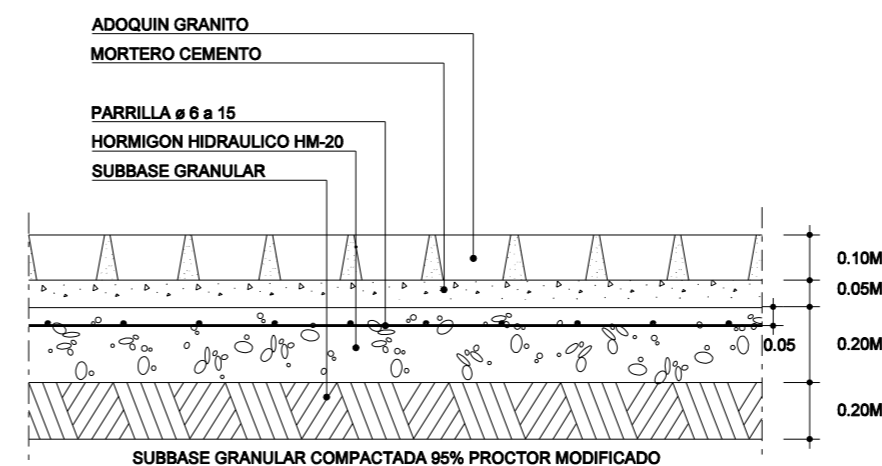 ADOQUIN GRANITO
MORTERO CEMENTO
PARRILLA ø 6 a 15
HORMIGON HIDRAULICO HM-20
SUBBASE GRANULAR
0.10M
0.05M
0.05
0.20M
0.20M
SUBBASE GRANULAR COMPACTADA 95% PROCTOR MODIFICADO